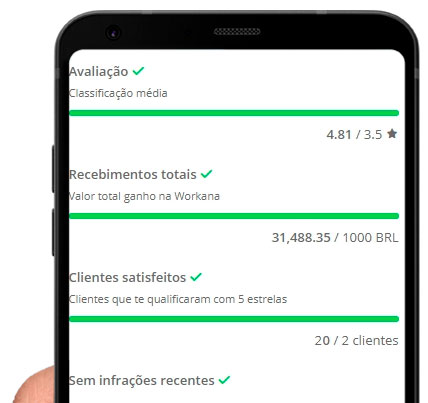 Avaliação ✓
Classificação média
4.81 / 3.5 ★
Recebimentos totais ✓
Valor total ganho na Workana
31,488.35 / 1000 BRL
Clientes satisfeitos ✓
Clientes que te qualificaram com 5 estrelas
20 / 2 clientes
Sem infrações recentes ✓